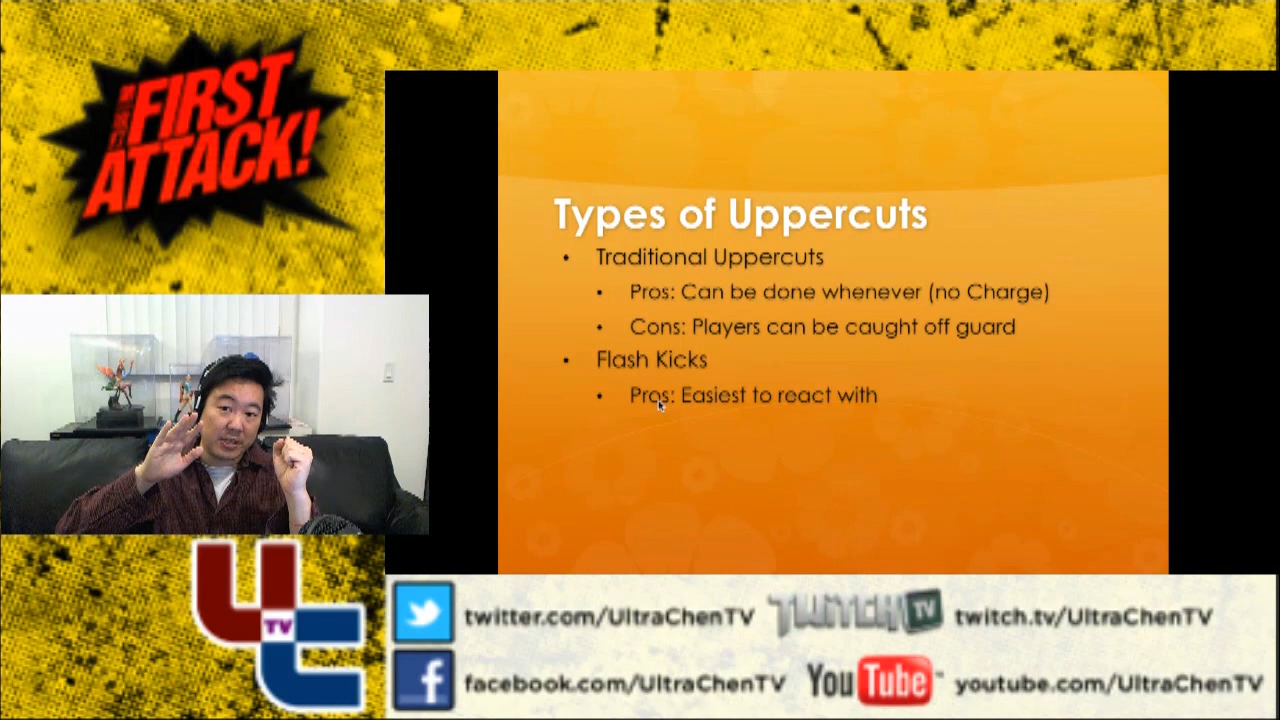 FIRST
ATTACK!
Types of Uppercuts
• Traditional Uppercuts
• Pros: Can be done whenever (no Charge)
• Cons: Players can be caught off guard
• Flash Kicks
• Pros: Easiest to react with
UC
TV
twitter.com/UltraChenTV
TWITCH TV
twitch.tv/UltraChenTV
f
facebook.com/UltraChenTV
YouTube
youtube.com/UltraChenTV